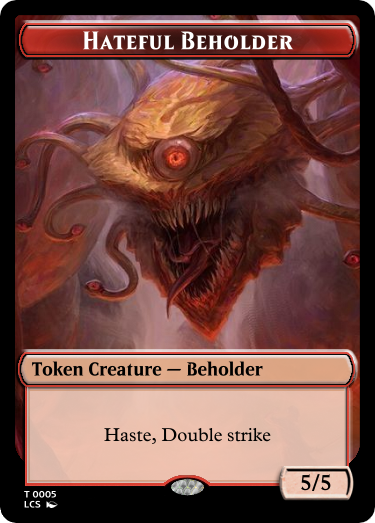 Hateful Beholder
Token Creature — Beholder
Haste, Double strike
5/5
T 0005
LCS